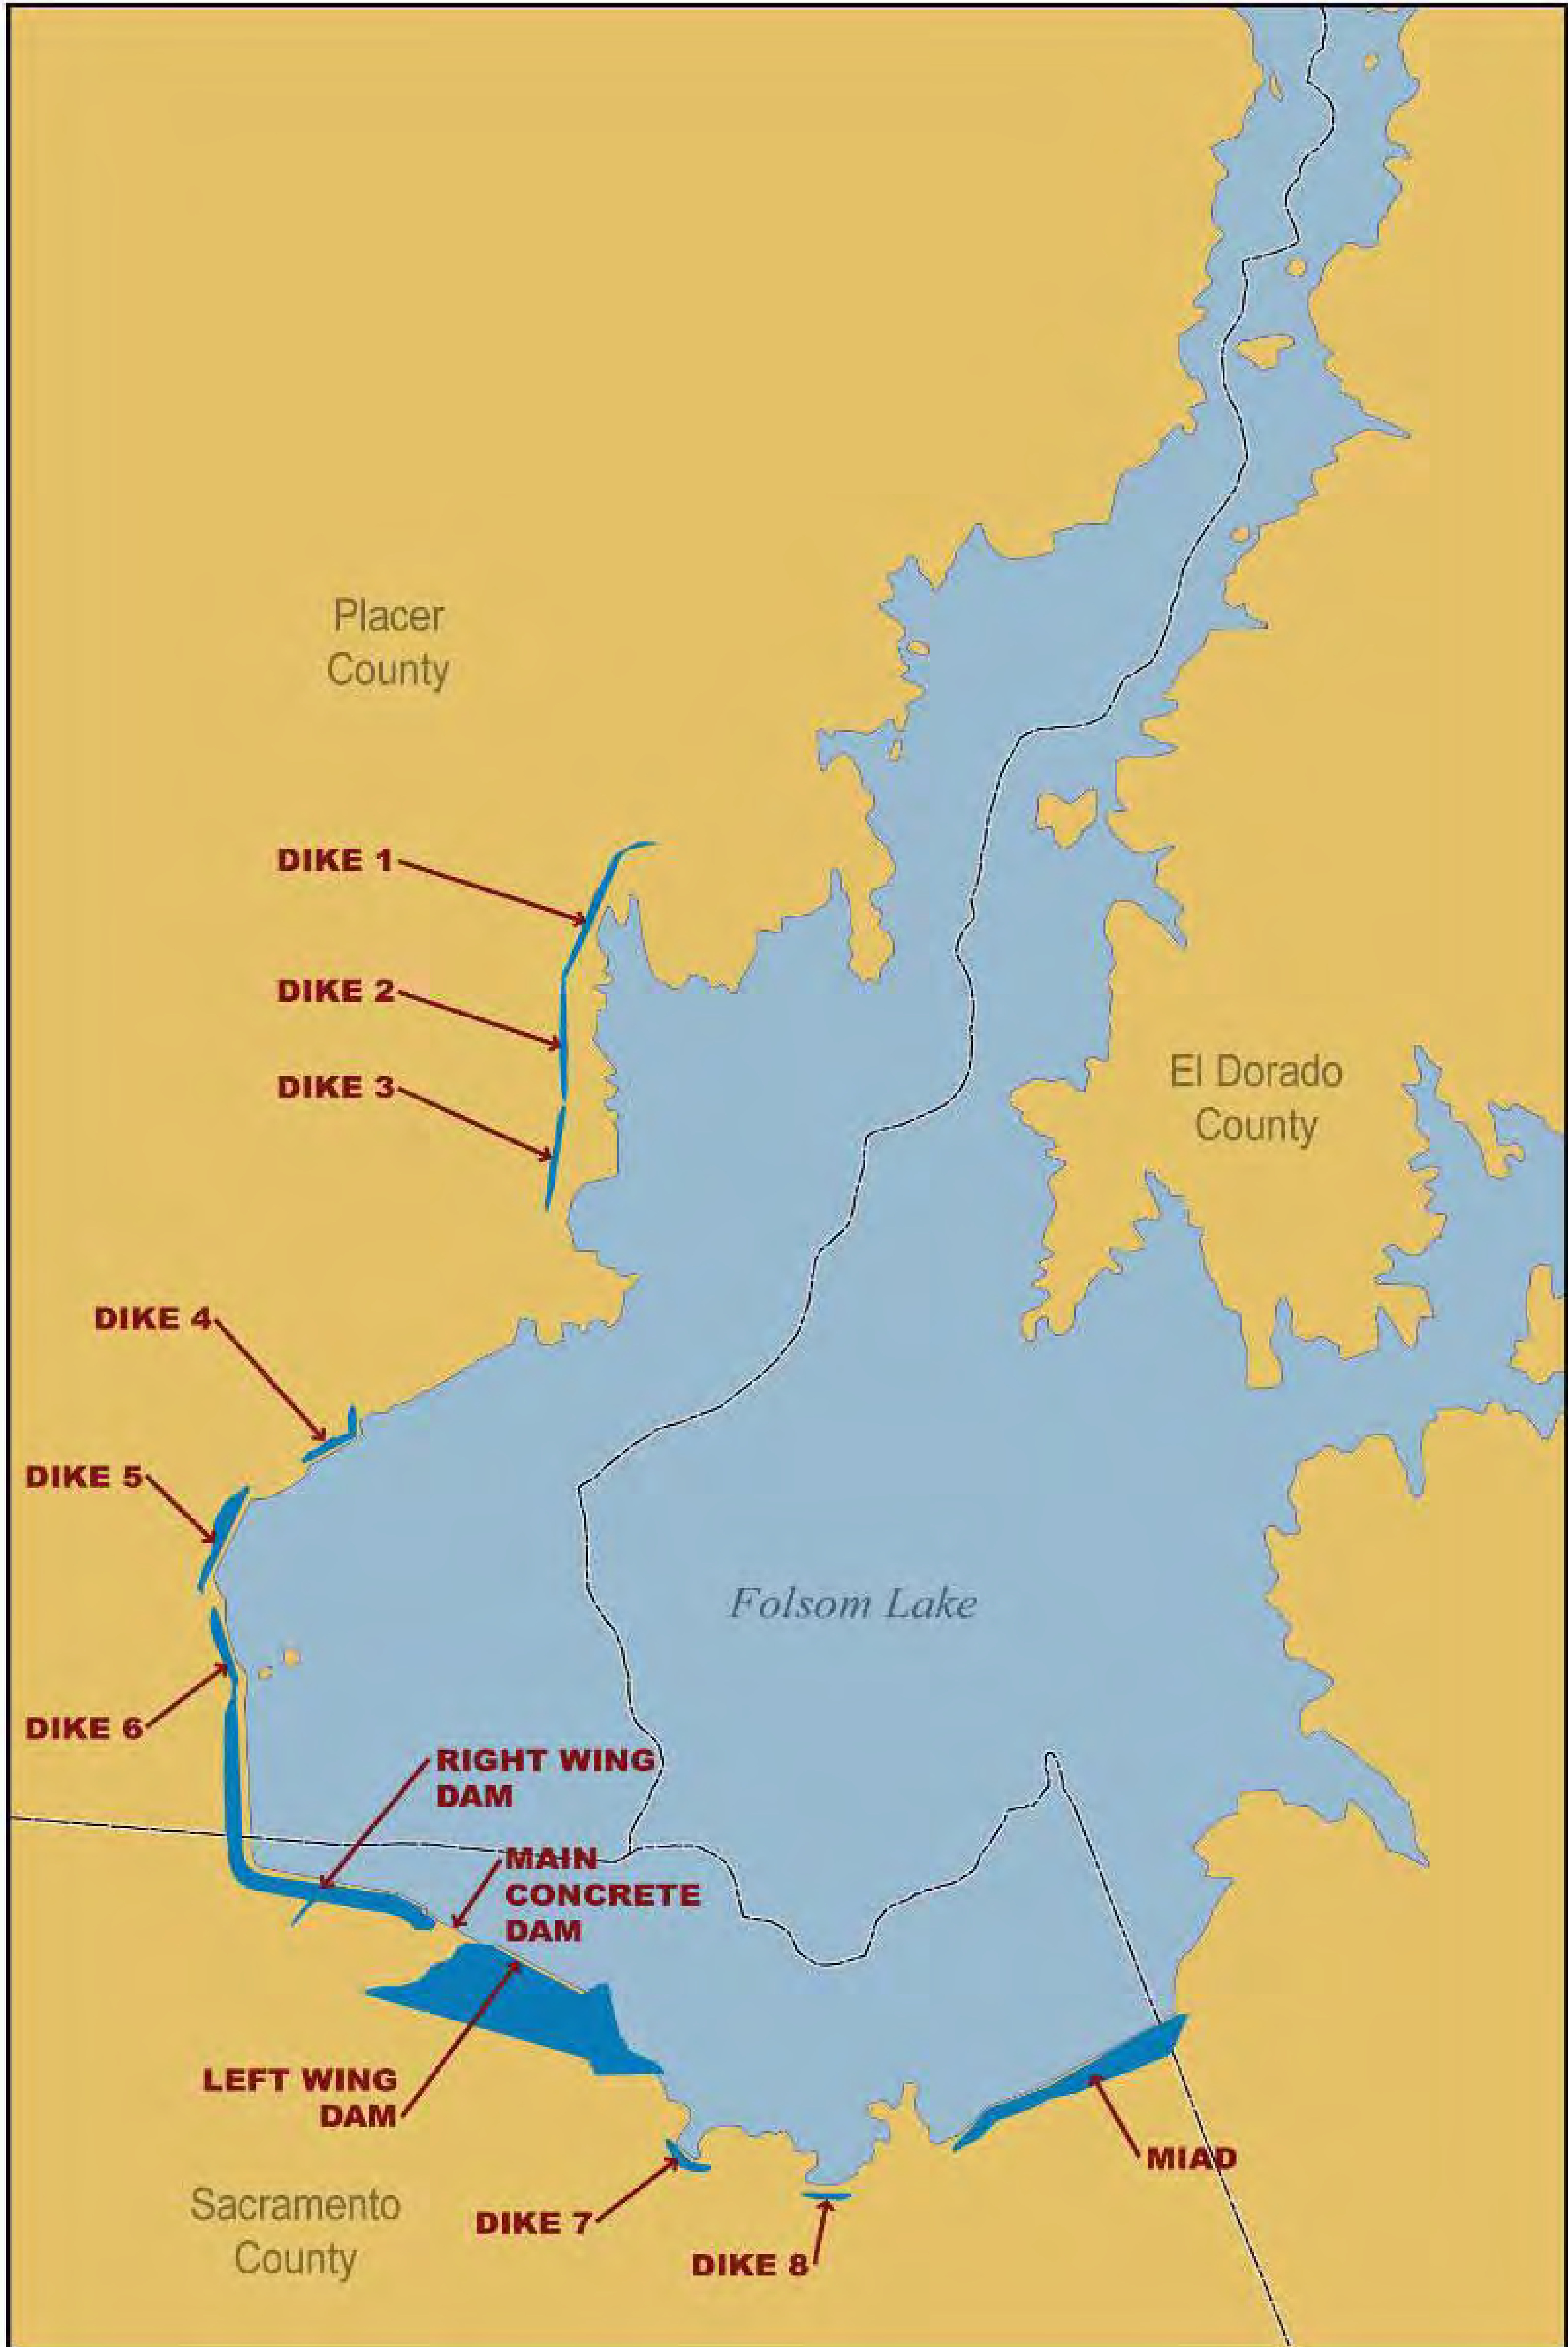 Placer
County
DIKE 1
DIKE 2
El Dorado
County
DIKE 3
DIKE 4
DIKE 5
Folsom Lake
DIKE 6
RIGHT WING
DAM
MAIN
CONCRETE
DAM
LEFT WING
DAM
MIAD
Sacramento
County
DIKE 7
DIKE 8